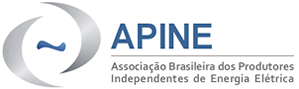 APINE
Associação Brasileira dos Produtores
Independentes de Energia Elétrica